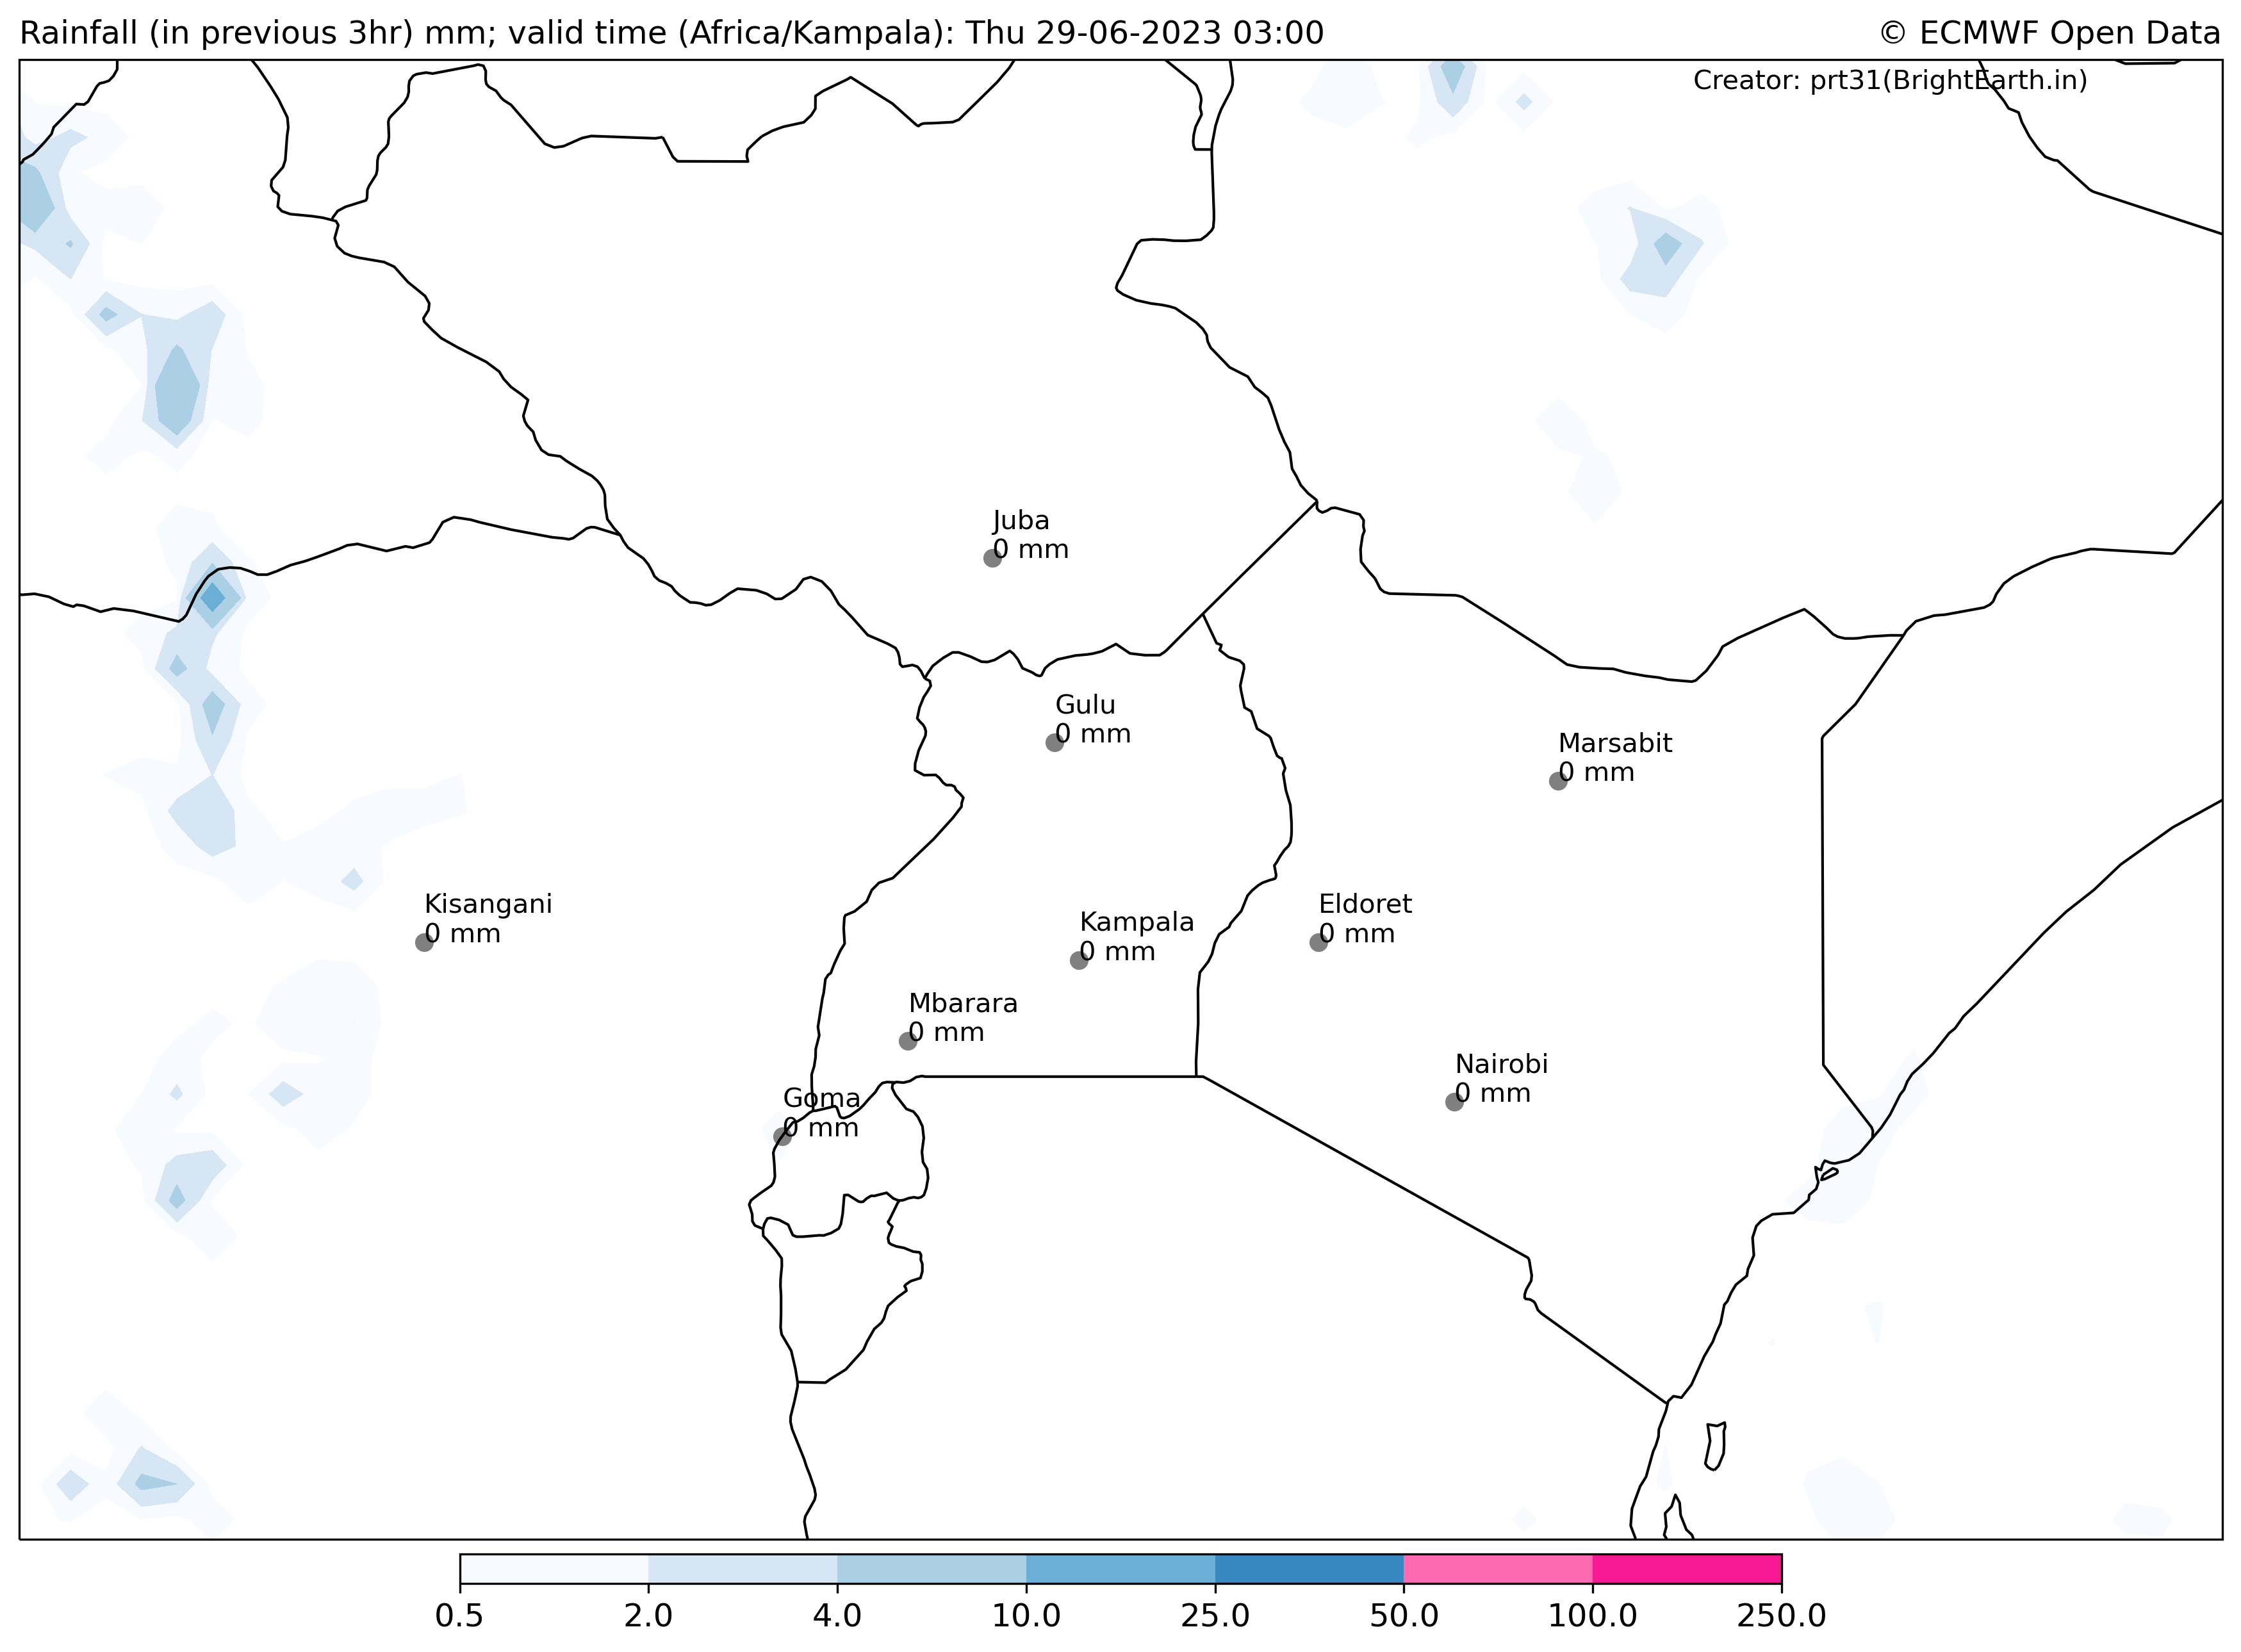 Rainfall (in previous 3hr) mm; valid time (Africa/Kampala): Thu 29-06-2023 03:00
© ECMWF Open Data
Creator: prt31(BrightEarth.in)
Juba
0 mm
Gulu
0 mm
Marsabit
0 mm
Kisangani
0 mm
Eldoret
0 mm
Kampala
0 mm
Mbarara
0 mm
Nairobi
0 mm
Goma
0 mm
0.5 2.0 4.0 10.0 25.0 50.0 100.0 250.0